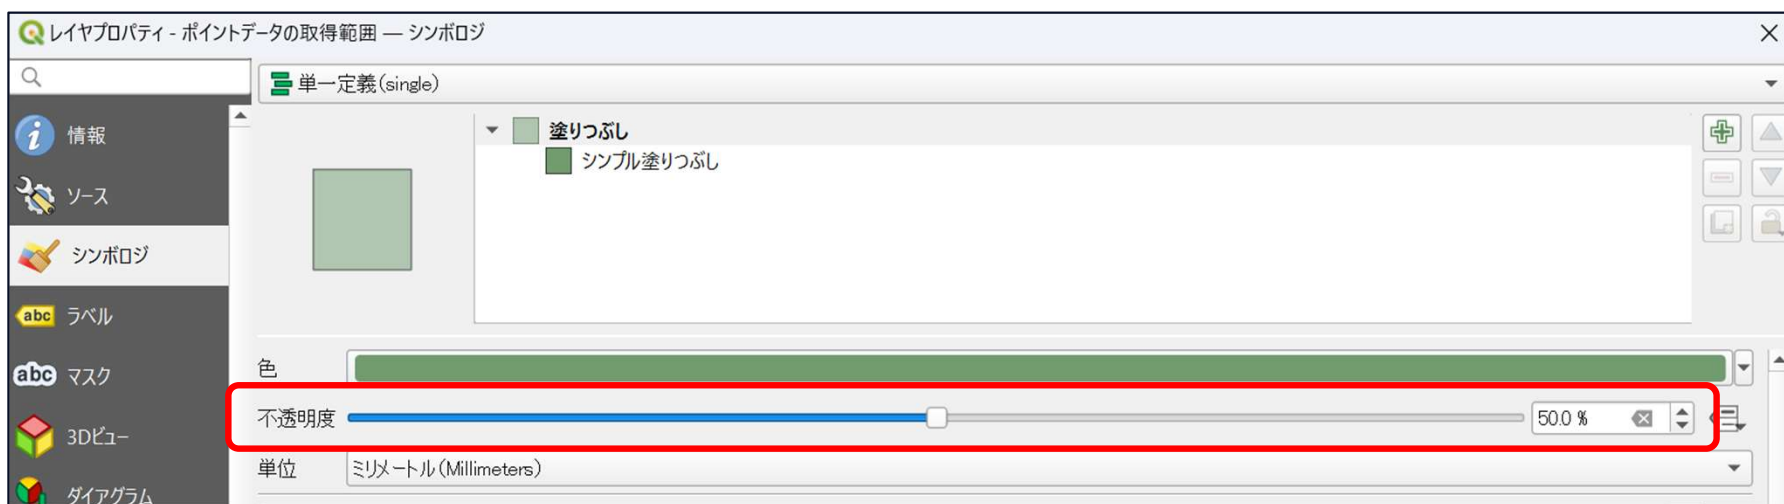 レイヤプロパティ - ポイントデータの取得範囲 — シンボロジ
単一定義(single)
情報
ソース
シンボロジ
abc ラベル
abc マスク
3Dビュー
ダイアグラム
塗りつぶし
シンプル塗りつぶし
色
不透明度 50.0 %
単位 ミリメートル(Millimeters)